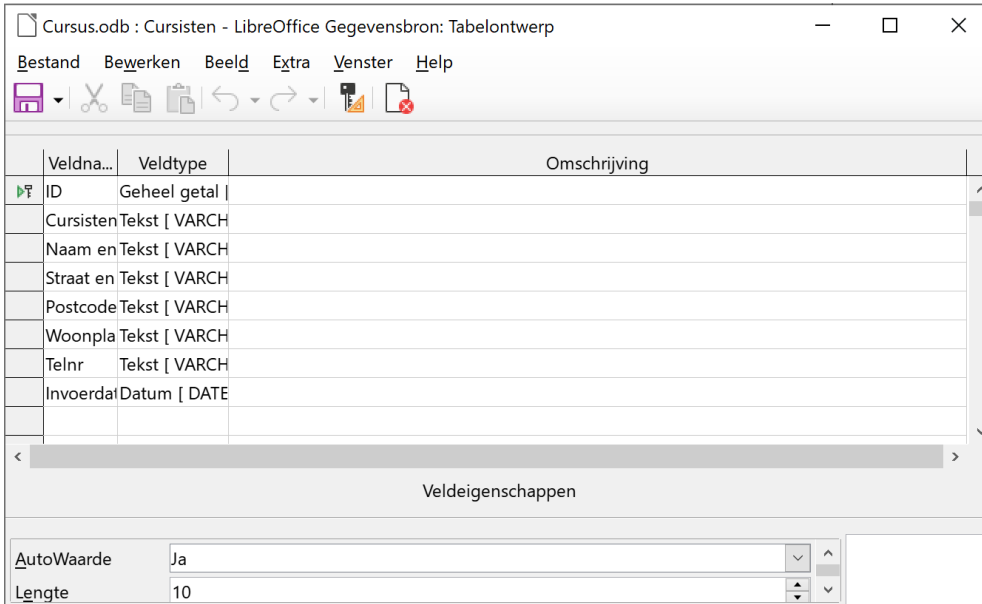 Cursus.odb : Cursisten - LibreOffice Gegevensbron: Tabelontwerp
Bestand Bewerken Beeld Extra Venster Help
Veldna... Veldtype Omschrijving
ID Geheel getal [
Cursisten Tekst [ VARCH
Naam en Tekst [ VARCH
Straat en Tekst [ VARCH
Postcode Tekst [ VARCH
Woonpla Tekst [ VARCH
Telnr Tekst [ VARCH
Invoerdat Datum [ DATE
Veldeigenschappen
AutoWaarde Ja
Lengte 10